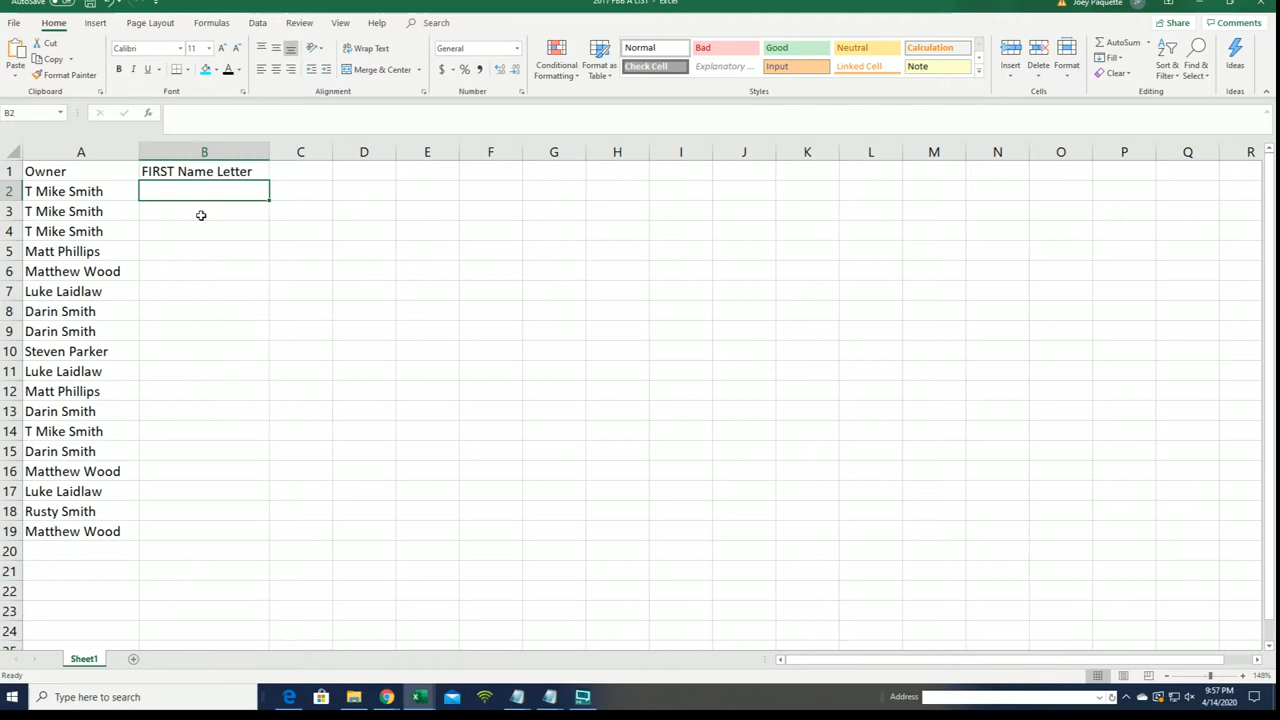 AutoSave
2017 FBB A LIST - Excel
Joey Paquette
File Home Insert Page Layout Formulas Data Review View Help Search
Share Comments
Cut
Copy
Format Painter
Paste
Clipboard
Calibri 11
B I U
Font
Wrap Text
Merge & Center
Alignment
General
$ % ,
Number
Conditional Formatting
Format as Table
Normal Bad Good Neutral Calculation
Check Cell Explanatory ... Input Linked Cell Note
Styles
Insert Delete Format
Cells
AutoSum
Fill
Clear
Sort & Filter
Find & Select
Editing
Ideas
Ideas
B2
A B C D E F G H I J K L M N O P Q R
1 Owner FIRST Name Letter
2 T Mike Smith
3 T Mike Smith
4 T Mike Smith
5 Matt Phillips
6 Matthew Wood
7 Luke Laidlaw
8 Darin Smith
9 Darin Smith
10 Steven Parker
11 Luke Laidlaw
12 Matt Phillips
13 Darin Smith
14 T Mike Smith
15 Darin Smith
16 Matthew Wood
17 Luke Laidlaw
18 Rusty Smith
19 Matthew Wood
20
21
22
23
24
Sheet1
Ready
148%
Type here to search
Address
9:57 PM
4/14/2020